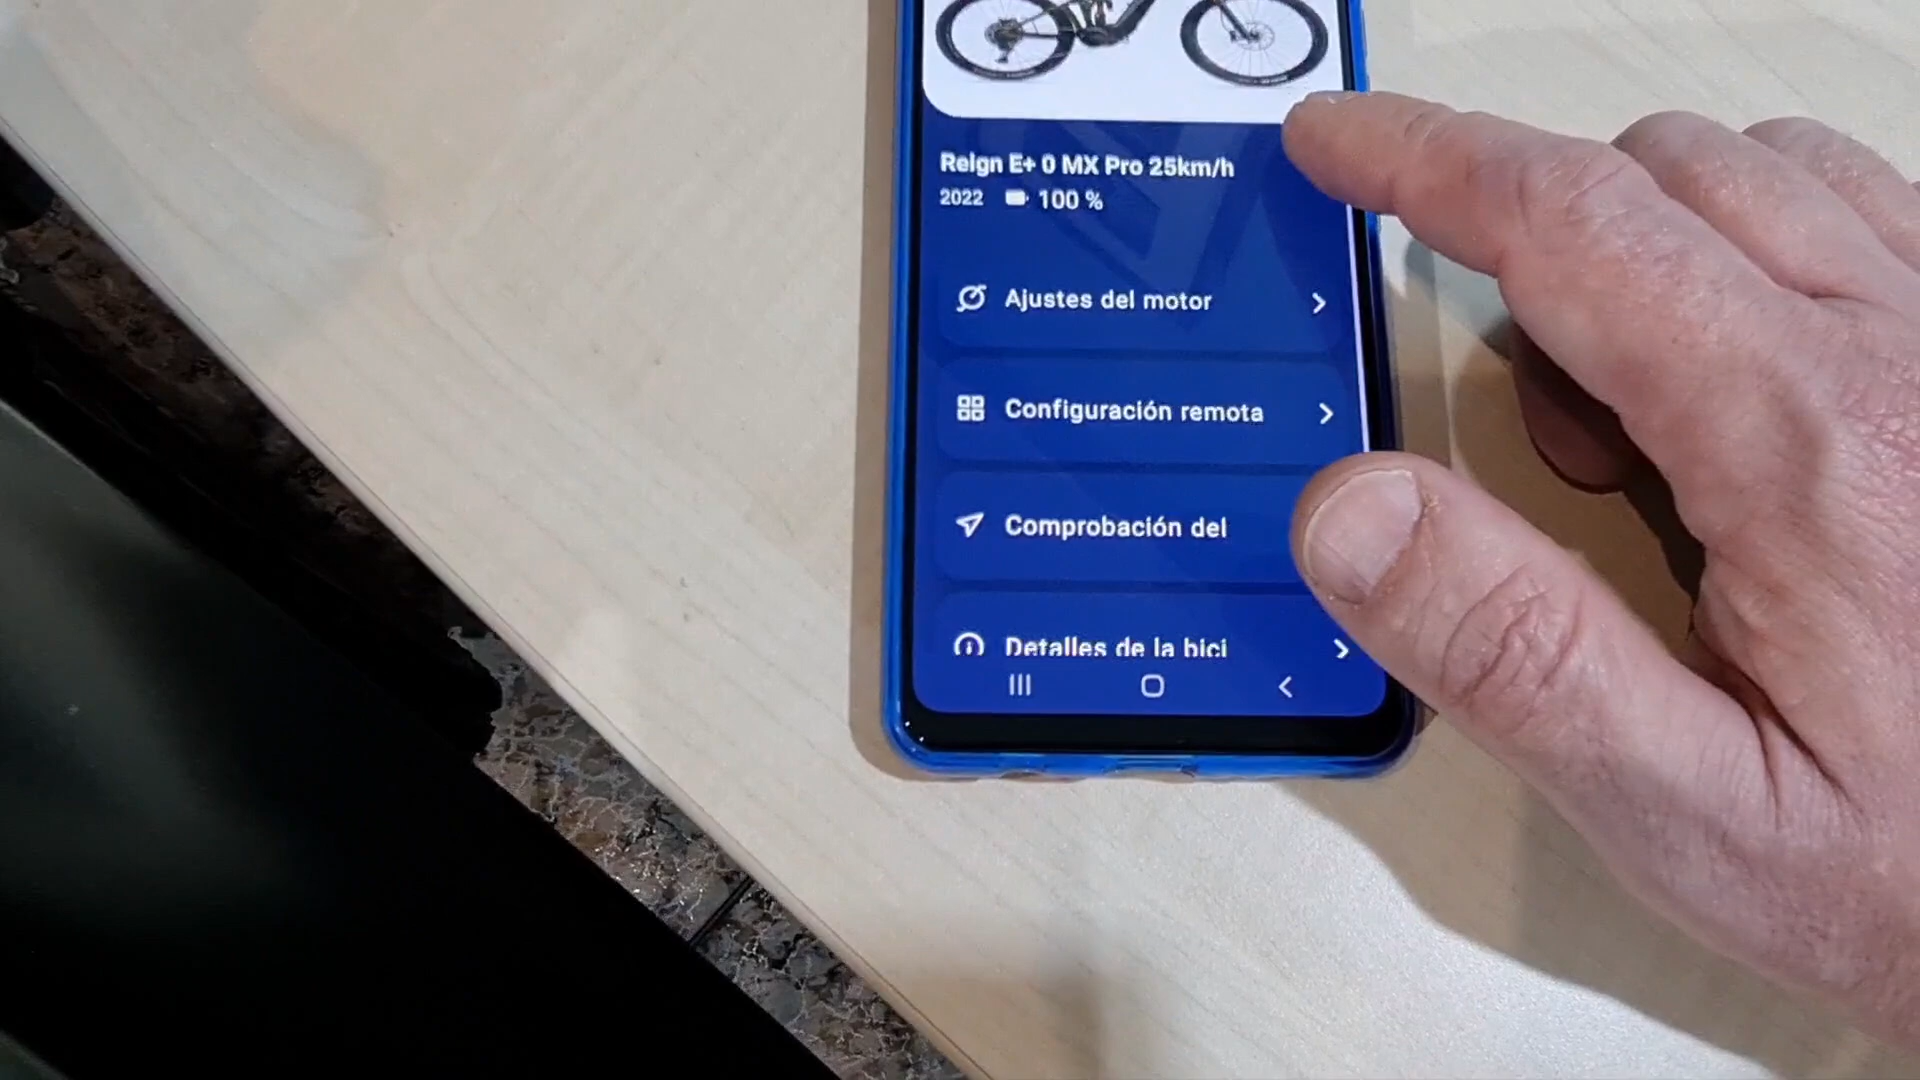 Reign E+ 0 MX Pro 25km/h
2022 100 %
Ajustes del motor
Configuración remota
Comprobación del
Detalles de la bici